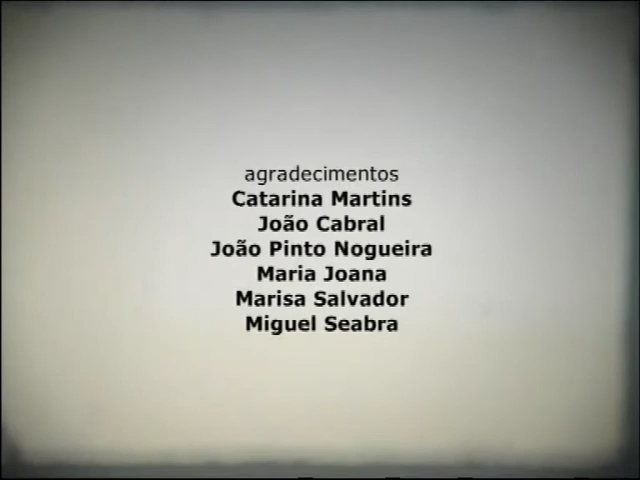 agradecimentos
Catarina Martins
João Cabral
João Pinto Nogueira
Maria Joana
Marisa Salvador
Miguel Seabra